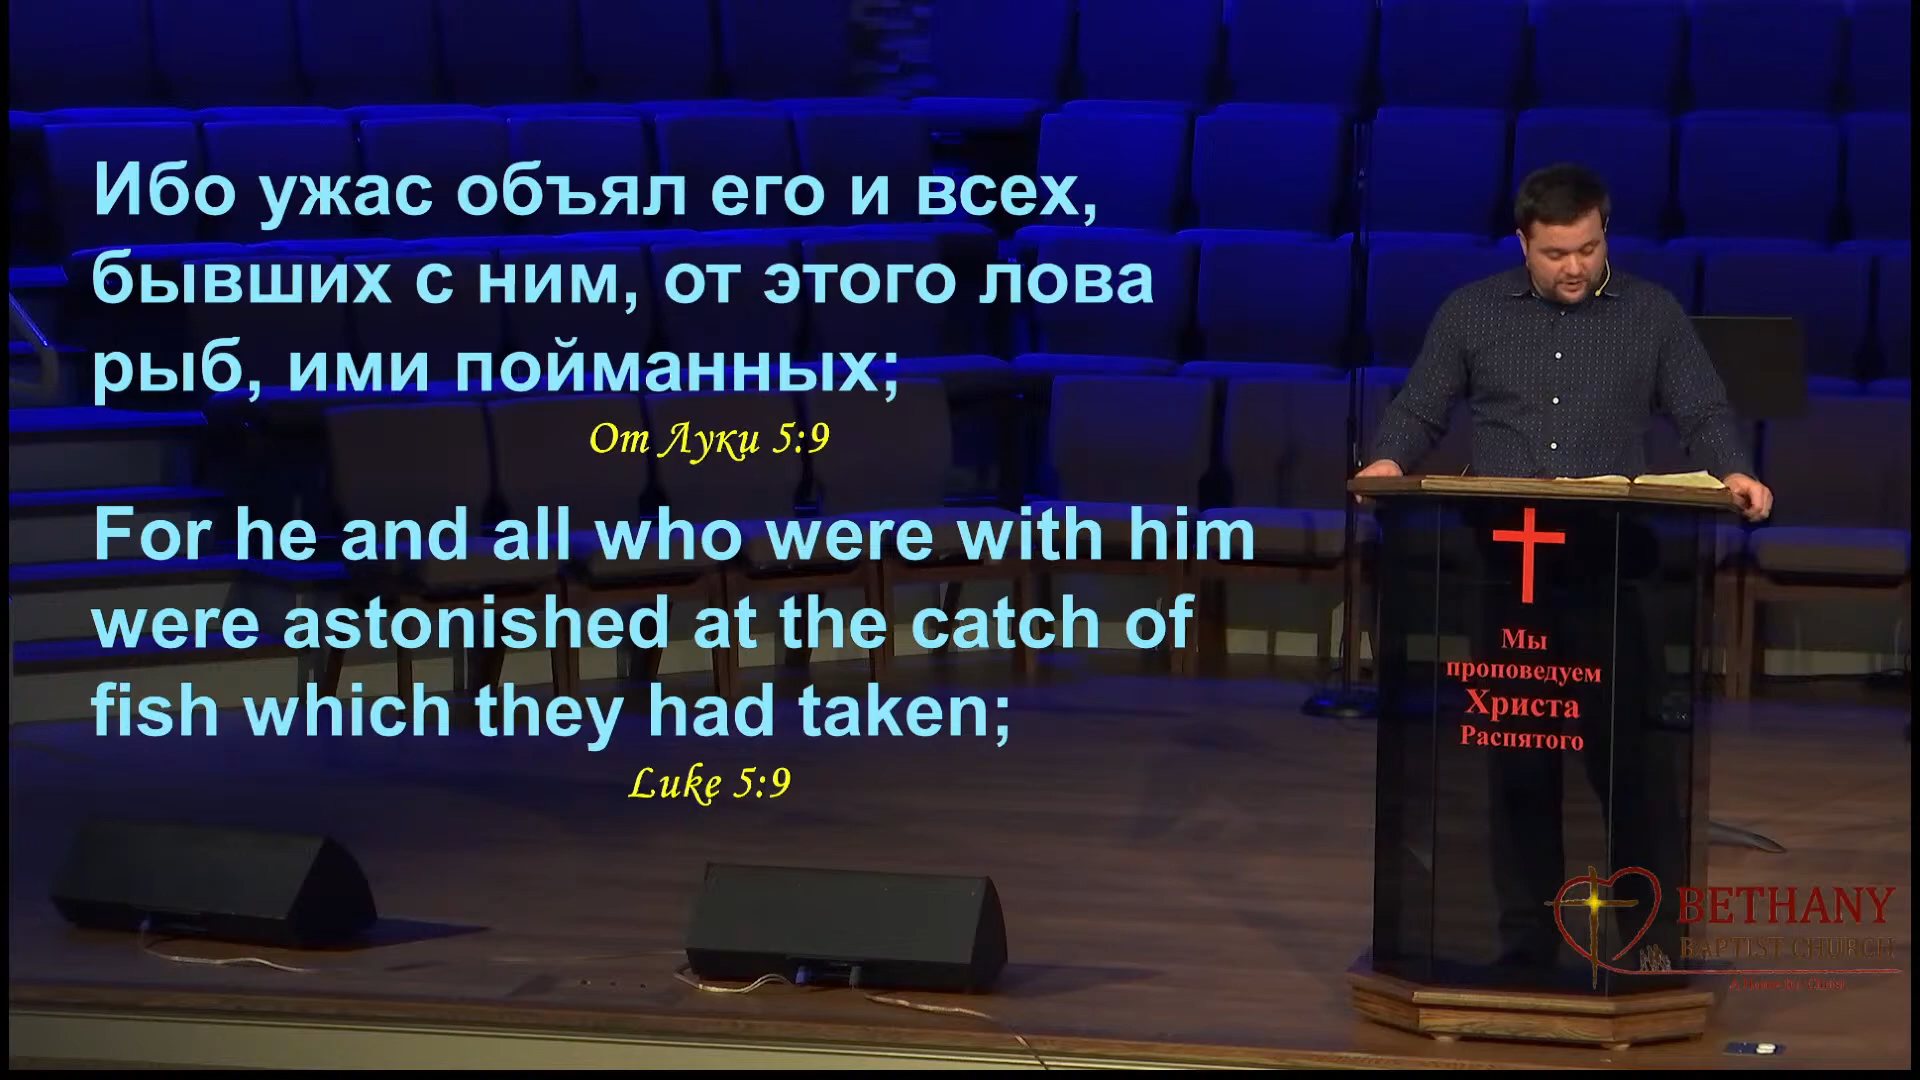 Ибо ужас объял его и всех,
бывших с ним, от этого лова
рыб, ими пойманных;
От Луки 5:9
For he and all who were with him
were astonished at the catch of
fish which they had taken;
Luke 5:9
Мы
проповедуем
Христа
Распятого
BETHANY
BAPTIST CHURCH